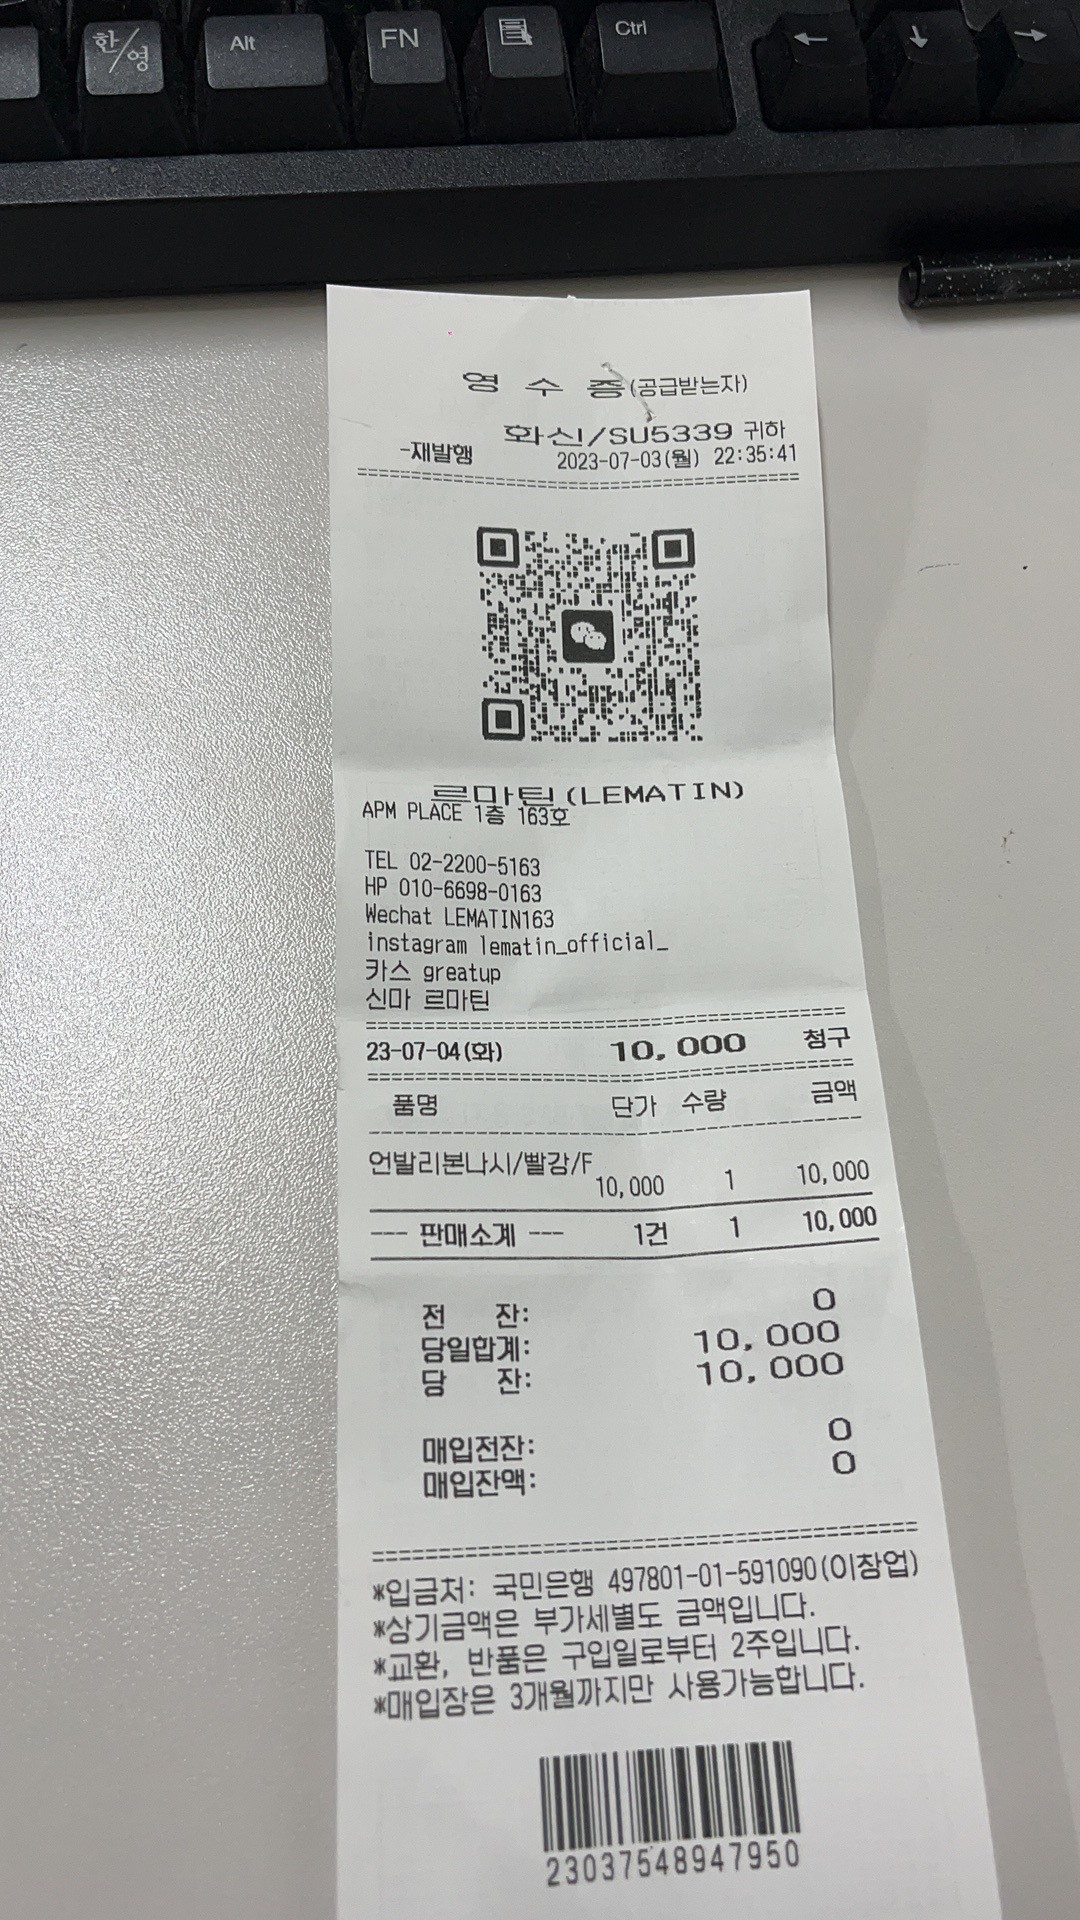 한/영 Alt FN Ctrl
영 수 증(공급받는자)
화신/SU5339 귀하
-재발행 2023-07-03(월) 22:35:41
르마틴(LEMATIN)
APM PLACE 1층 163호
TEL 02-2200-5163
HP 010-6698-0163
Wechat LEMATIN163
instagram lematin_official_
카스 greatup
신마 르마틴
23-07-04(화) 10,000 청구
품명 단가 수량 금액
언발리본나시/빨강/F
10,000 1 10,000
--- 판매소계 --- 1건 1 10,000
전 잔: 0
당일합계: 10,000
당 잔: 10,000
매입전잔: 0
매입잔액: 0
*입금처: 국민은행 497801-01-591090(이창업)
*상기금액은 부가세별도 금액입니다.
*교환, 반품은 구입일로부터 2주입니다.
*매입장은 3개월까지만 사용가능합니다.
23037548947950